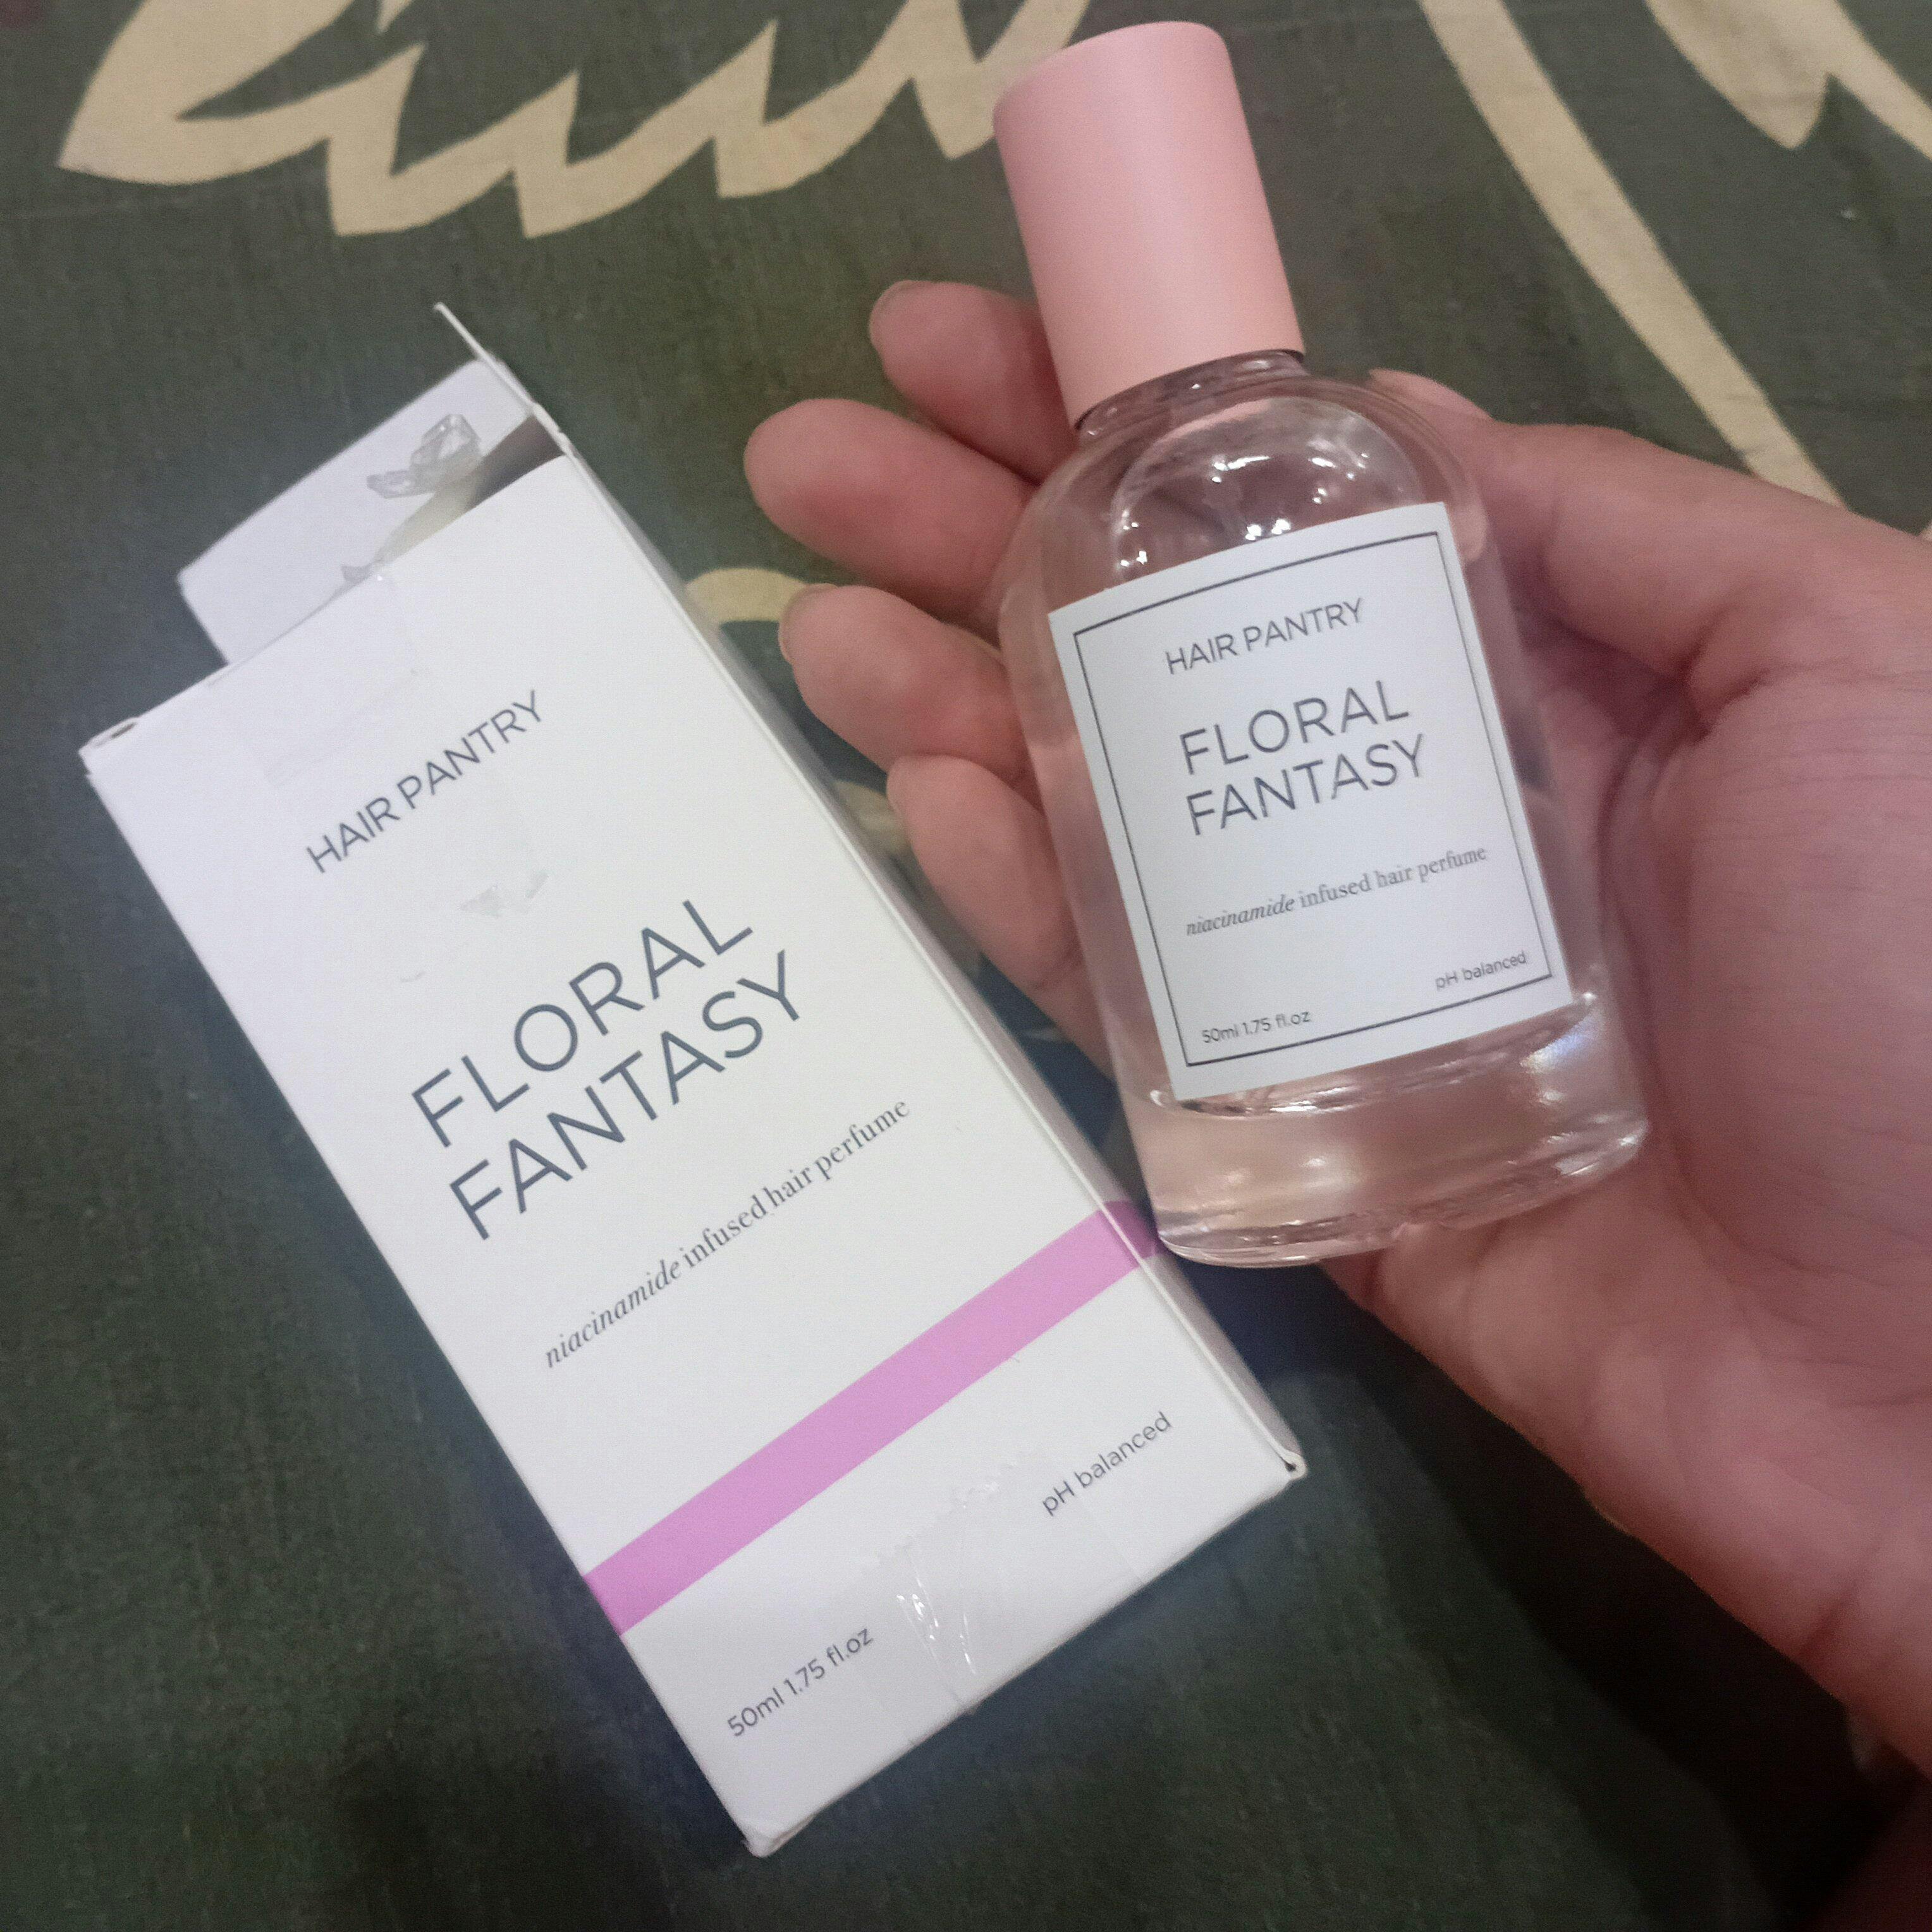 HAIR PANTRY
FLORAL
FANTASY
niacinamide infused hair perfume
pH balanced
50ml 1.75 fl.oz
HAIR PANTRY
FLORAL
FANTASY
niacinamide infused hair perfume
pH balanced
50ml 1.75 fl.oz